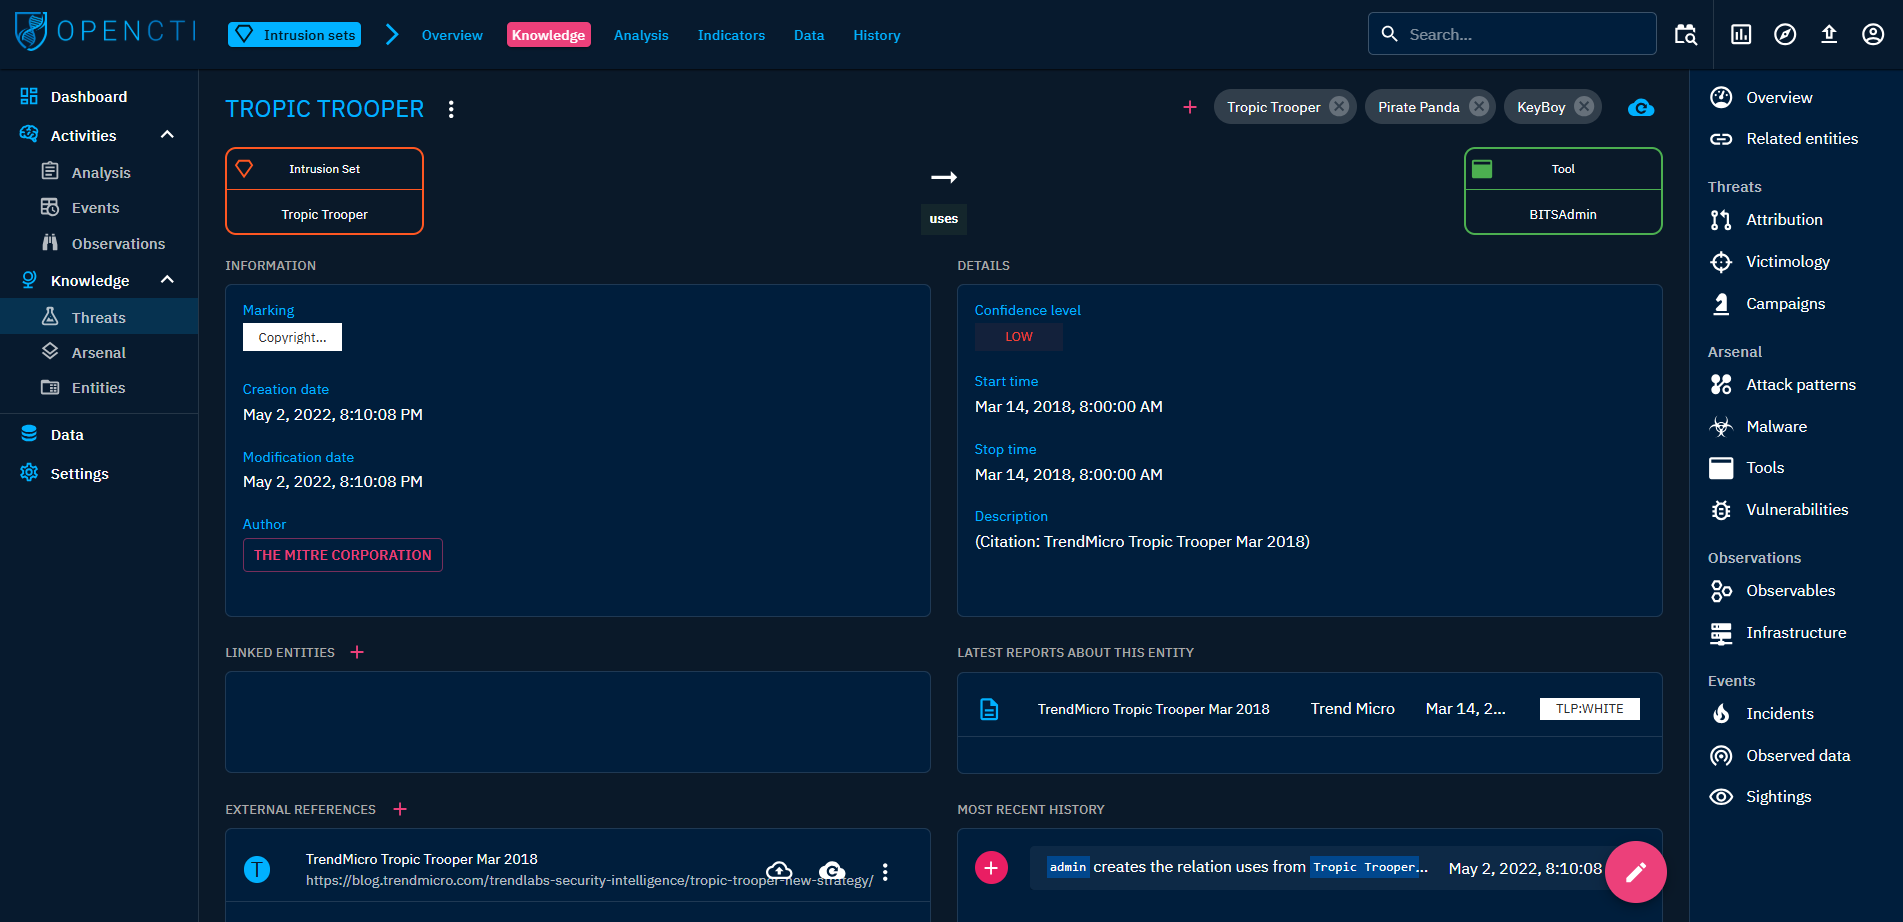 OPENCTI
Intrusion sets
Overview
Knowledge
Analysis
Indicators
Data
History
Search...
Dashboard
Activities
Analysis
Events
Observations
Knowledge
Threats
Arsenal
Entities
Data
Settings
TROPIC TROOPER
Tropic Trooper
Pirate Panda
KeyBoy
Intrusion Set
Tropic Trooper
uses
Tool
BITSAdmin
INFORMATION
Marking
Copyright...
Creation date
May 2, 2022, 8:10:08 PM
Modification date
May 2, 2022, 8:10:08 PM
Author
THE MITRE CORPORATION
DETAILS
Confidence level
LOW
Start time
Mar 14, 2018, 8:00:00 AM
Stop time
Mar 14, 2018, 8:00:00 AM
Description
(Citation: TrendMicro Tropic Trooper Mar 2018)
LINKED ENTITIES
LATEST REPORTS ABOUT THIS ENTITY
TrendMicro Tropic Trooper Mar 2018
Trend Micro
Mar 14, 2...
TLP:WHITE
EXTERNAL REFERENCES
T
TrendMicro Tropic Trooper Mar 2018
https://blog.trendmicro.com/trendlabs-security-intelligence/tropic-trooper-new-strategy/
MOST RECENT HISTORY
admin creates the relation uses from Tropic Trooper...
May 2, 2022, 8:10:08
Overview
Related entities
Threats
Attribution
Victimology
Campaigns
Arsenal
Attack patterns
Malware
Tools
Vulnerabilities
Observations
Observables
Infrastructure
Events
Incidents
Observed data
Sightings